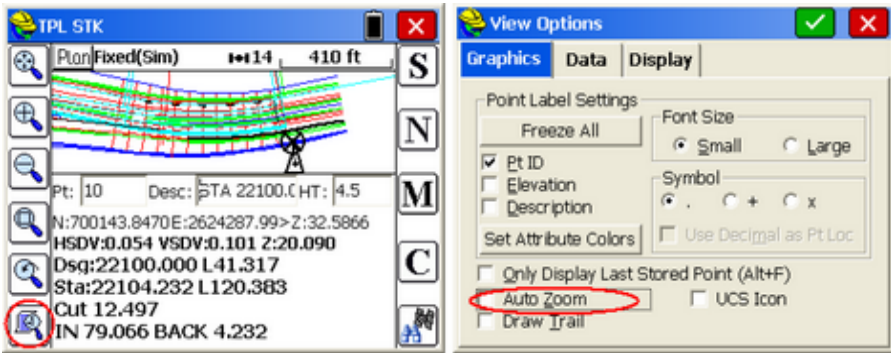 TPL STK
Plan Fixed(Sim) 14 410 ft
S
N
Pt: 10 Desc: STA 22100.( HT: 4.5
M
N:700143.8470E:2624287.99>Z:32.5866
HSDV:0.054 VSDV:0.101 Z:20.090
Dsg:22100.000 L41.317
C
Sta:22104.232 L120.383
Cut 12.497
IN 79.066 BACK 4.232
View Options
Graphics Data Display
Point Label Settings
Freeze All
Pt ID
Elevation
Description
Set Attribute Colors
Font Size
Small Large
Symbol
. + x
Use Decimal as Pt Loc
Only Display Last Stored Point (Alt+F)
Auto Zoom UCS Icon
Draw Trail